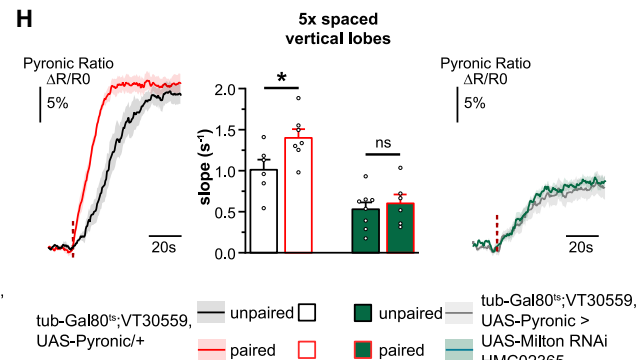 H
5x spaced
vertical lobes
Pyronic Ratio
ΔR/R0
5%
20s
slope (s⁻¹)
2.0
1.5
1.0
0.5
0.0
*
ns
Pyronic Ratio
ΔR/R0
5%
20s
,
tub-Gal80ᵗˢ;VT30559,
UAS-Pyronic/+
unpaired
paired
unpaired
paired
tub-Gal80ᵗˢ;VT30559,
UAS-Pyronic >
UAS-Milton RNAi